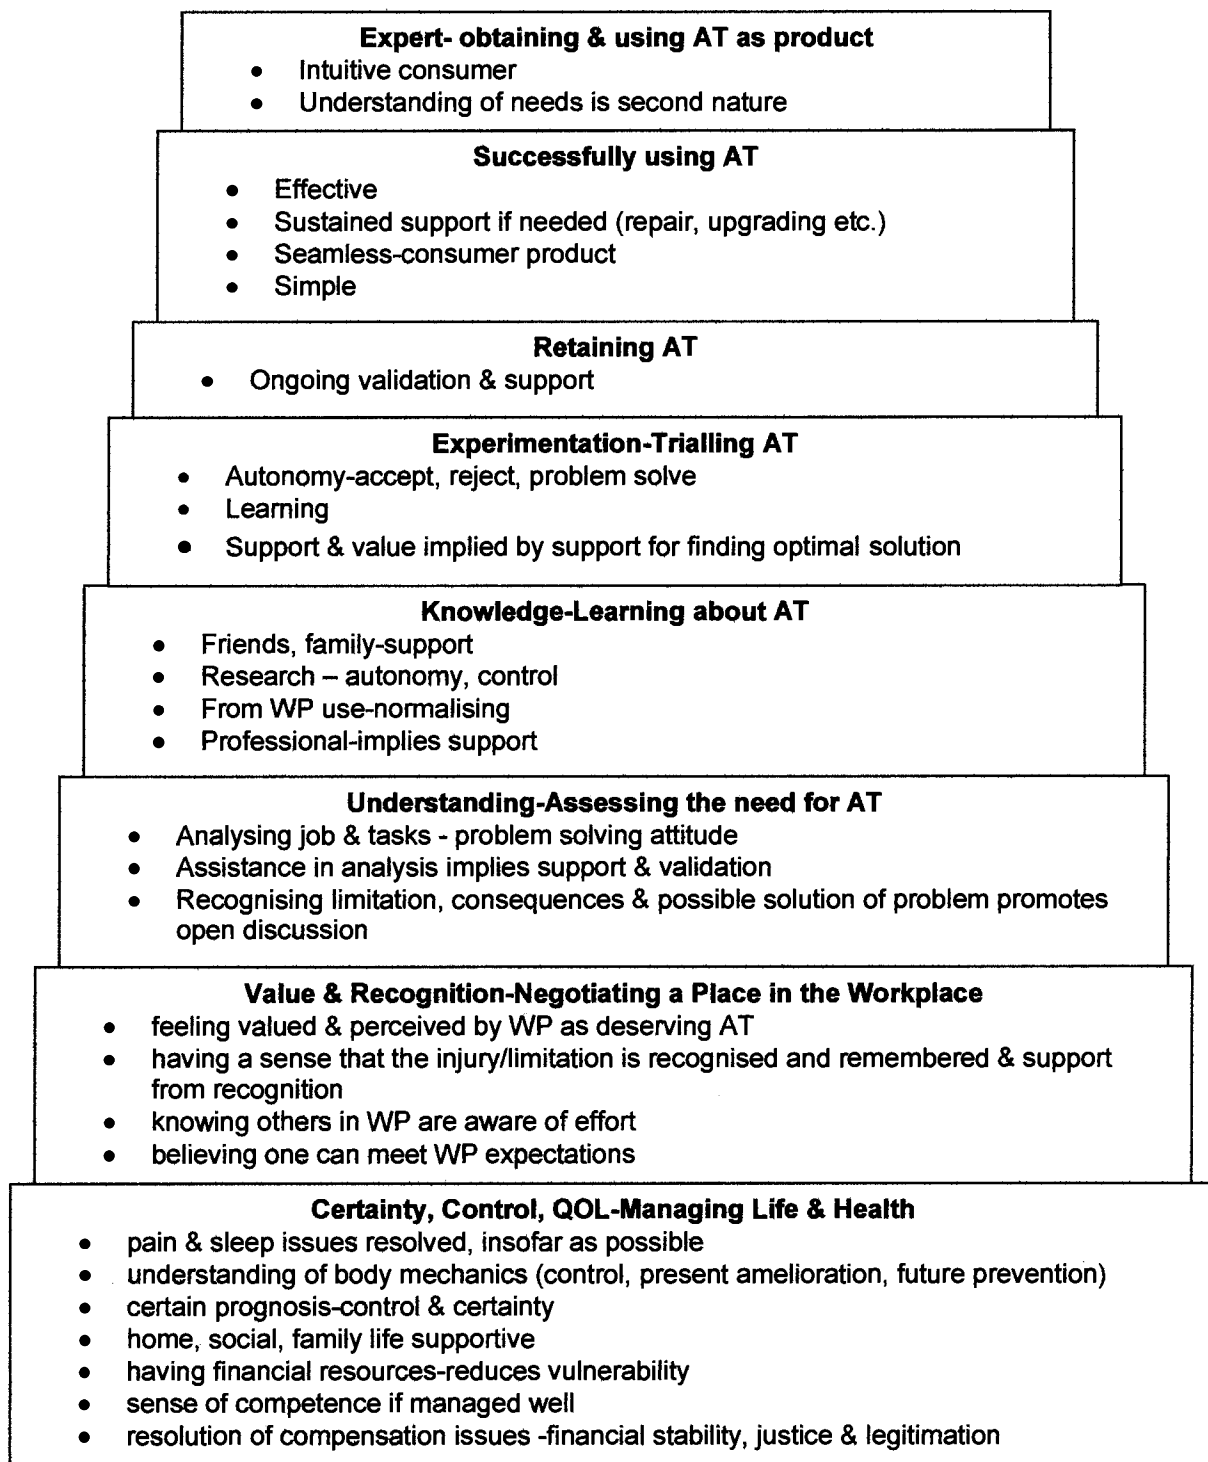 Expert- obtaining & using AT as product
• Intuitive consumer
• Understanding of needs is second nature
Successfully using AT
• Effective
• Sustained support if needed (repair, upgrading etc.)
• Seamless-consumer product
• Simple
Retaining AT
• Ongoing validation & support
Experimentation-Trialling AT
• Autonomy-accept, reject, problem solve
• Learning
• Support & value implied by support for finding optimal solution
Knowledge-Learning about AT
• Friends, family-support
• Research – autonomy, control
• From WP use-normalising
• Professional-implies support
Understanding-Assessing the need for AT
• Analysing job & tasks - problem solving attitude
• Assistance in analysis implies support & validation
• Recognising limitation, consequences & possible solution of problem promotes
open discussion
Value & Recognition-Negotiating a Place in the Workplace
• feeling valued & perceived by WP as deserving AT
• having a sense that the injury/limitation is recognised and remembered & support
from recognition
• knowing others in WP are aware of effort
• believing one can meet WP expectations
Certainty, Control, QOL-Managing Life & Health
• pain & sleep issues resolved, insofar as possible
• understanding of body mechanics (control, present amelioration, future prevention)
• certain prognosis-control & certainty
• home, social, family life supportive
• having financial resources-reduces vulnerability
• sense of competence if managed well
• resolution of compensation issues -financial stability, justice & legitimation